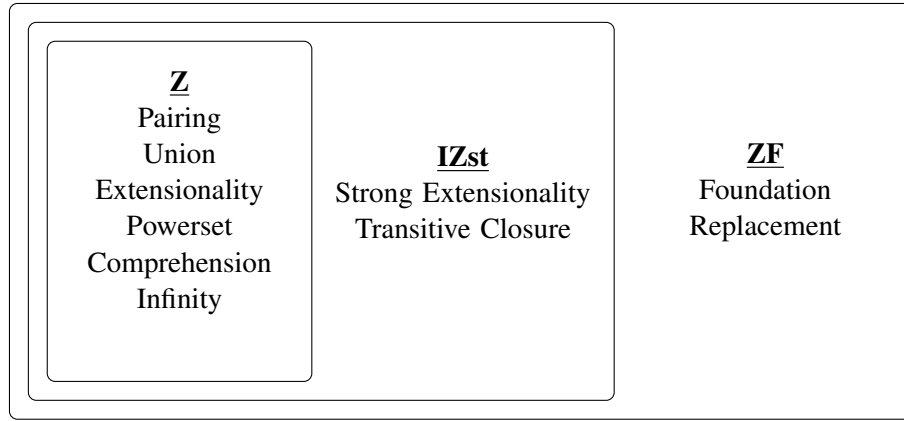 Z
Pairing
Union
Extensionality
Powerset
Comprehension
Infinity
IZst
Strong Extensionality
Transitive Closure
ZF
Foundation
Replacement